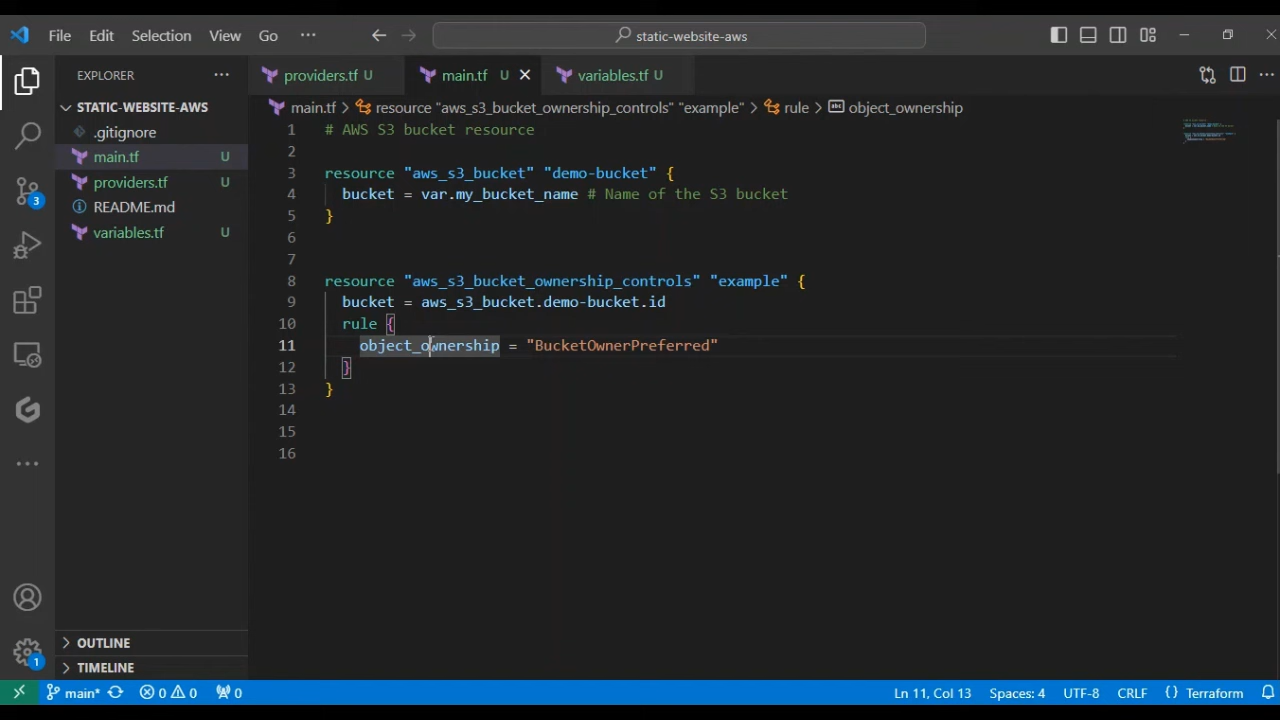 File Edit Selection View Go ··· static-website-aws
EXPLORER ···
providers.tf U main.tf U variables.tf U
STATIC-WEBSITE-AWS
main.tf > resource "aws_s3_bucket_ownership_controls" "example" > rule > object_ownership
.gitignore
main.tf U
providers.tf U
README.md
variables.tf U
3
1 # AWS S3 bucket resource
2
3 resource "aws_s3_bucket" "demo-bucket" {
4 bucket = var.my_bucket_name # Name of the S3 bucket
5 }
6
7
8 resource "aws_s3_bucket_ownership_controls" "example" {
9 bucket = aws_s3_bucket.demo-bucket.id
10 rule {
11 object_ownership = "BucketOwnerPreferred"
12 }
13 }
14
15
16
OUTLINE
TIMELINE
1
main* 0 0 0 Ln 11, Col 13 Spaces: 4 UTF-8 CRLF {} Terraform